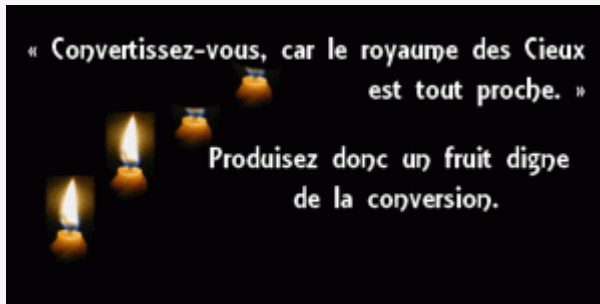 « Convertissez-vous, car le royaume des Cieux
est tout proche. »
Produisez donc un fruit digne
de la conversion.